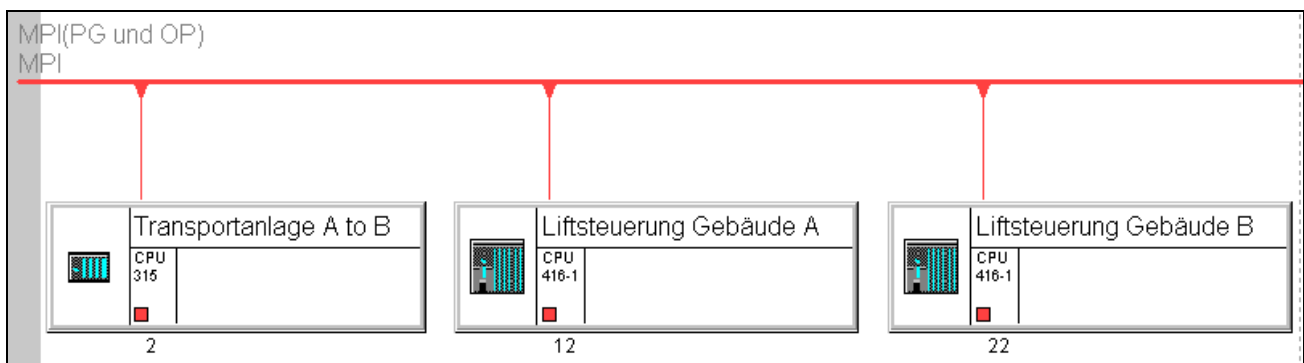 MPI(PG und OP)
MPI
Transportanlage A to B
CPU
315
2
Liftsteuerung Gebäude A
CPU
416-1
12
Liftsteuerung Gebäude B
CPU
416-1
22